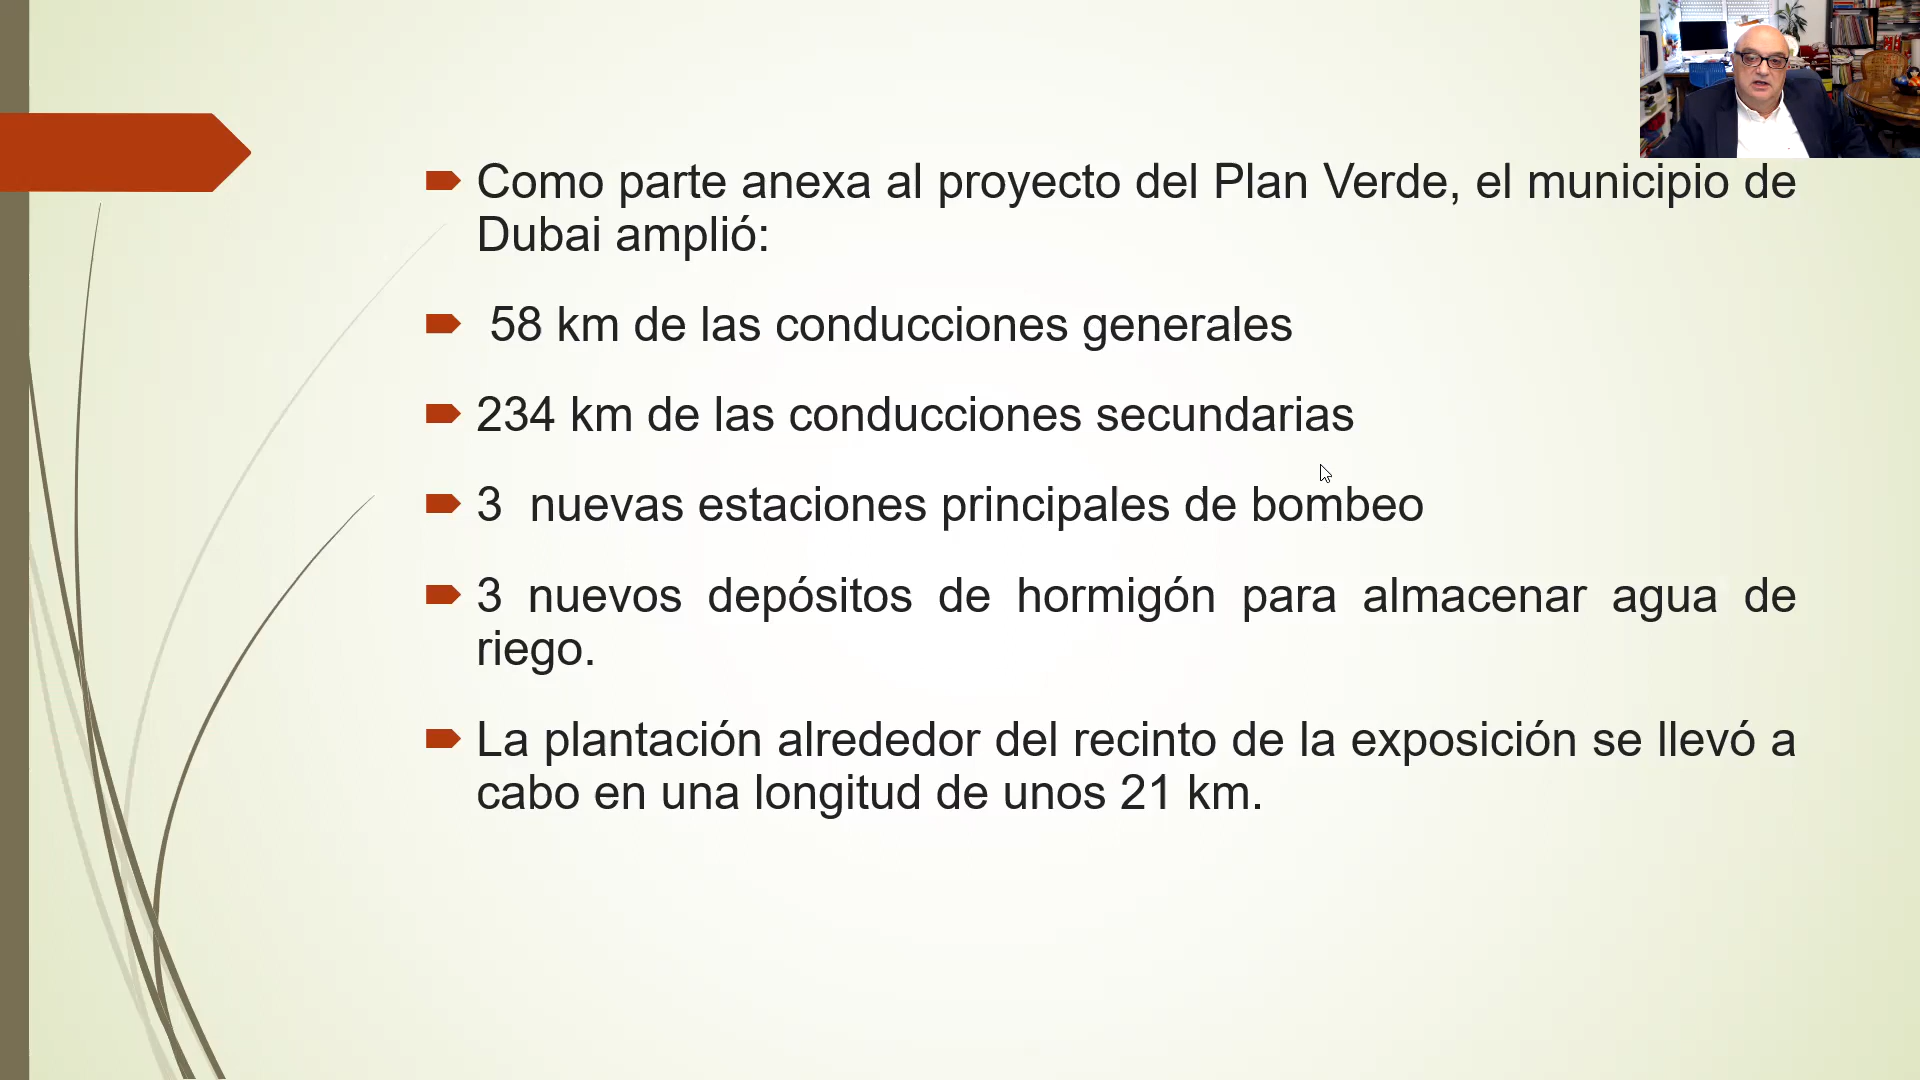 Como parte anexa al proyecto del Plan Verde, el municipio de
Dubai amplió:
58 km de las conducciones generales
234 km de las conducciones secundarias
3 nuevas estaciones principales de bombeo
3 nuevos depósitos de hormigón para almacenar agua de
riego.
La plantación alrededor del recinto de la exposición se llevó a
cabo en una longitud de unos 21 km.